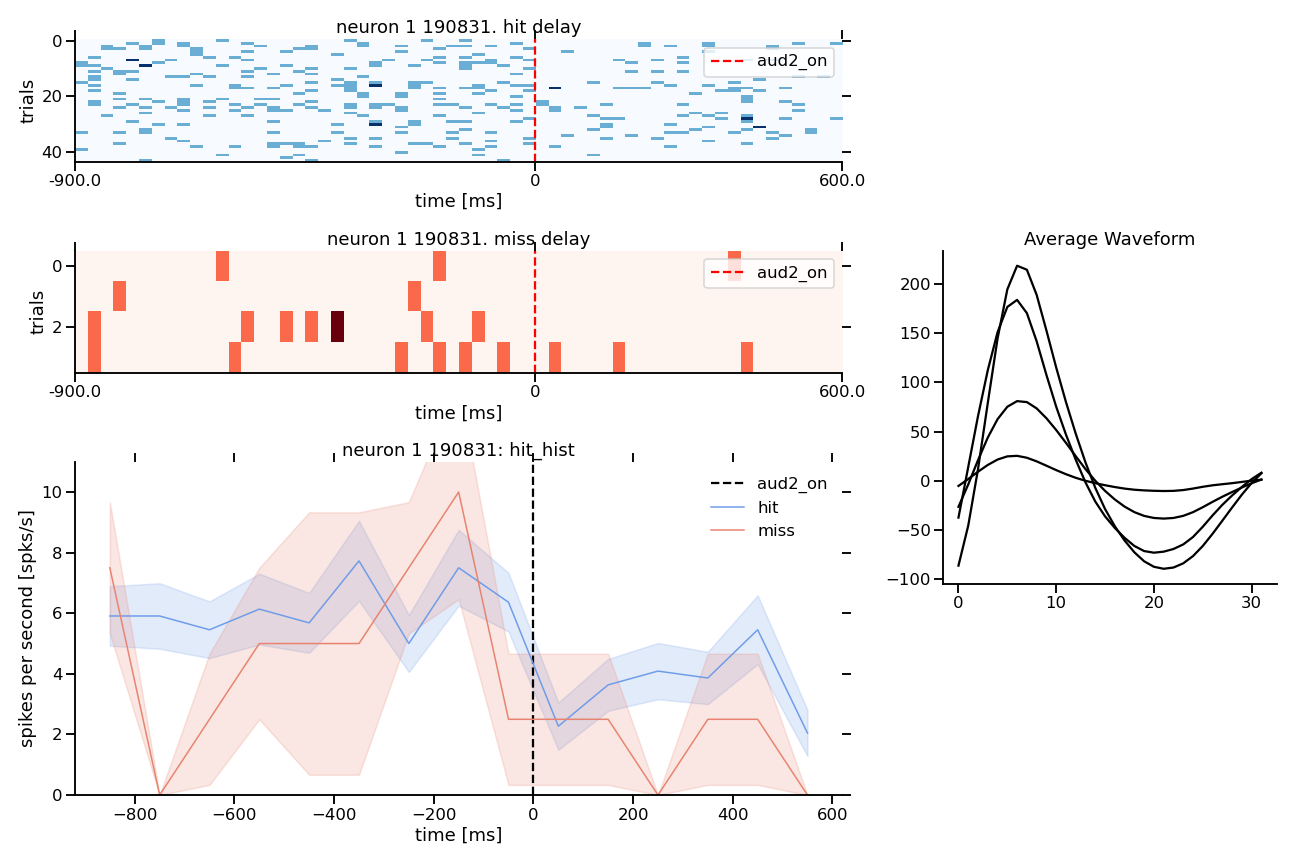 neuron 1 190831. hit delay
trials
0
20
40
aud2_on
-900.0
0
600.0
time [ms]
neuron 1 190831. miss delay
trials
0
2
aud2_on
-900.0
0
600.0
time [ms]
neuron 1 190831: hit_hist
spikes per second [spks/s]
10
8
6
4
2
0
aud2_on
hit
miss
−800
−600
−400
−200
0
200
400
600
time [ms]
Average Waveform
200
150
100
50
0
−50
−100
0
10
20
30